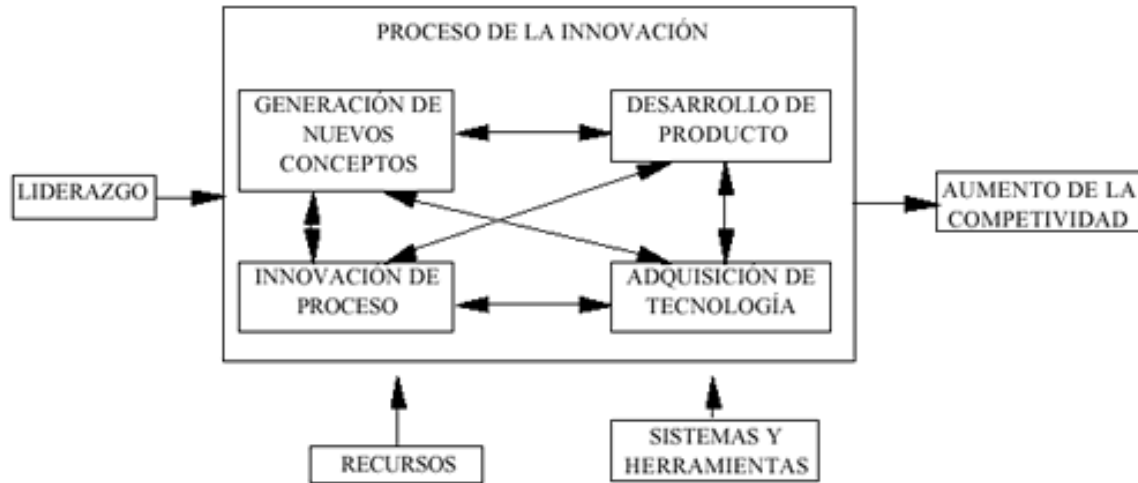 PROCESO DE LA INNOVACIÓN
GENERACIÓN DE
NUEVOS
CONCEPTOS
DESARROLLO DE
PRODUCTO
LIDERAZGO
AUMENTO DE LA
COMPETIVIDAD
INNOVACIÓN DE
PROCESO
ADQUISICIÓN DE
TECNOLOGÍA
RECURSOS
SISTEMAS Y
HERRAMIENTAS